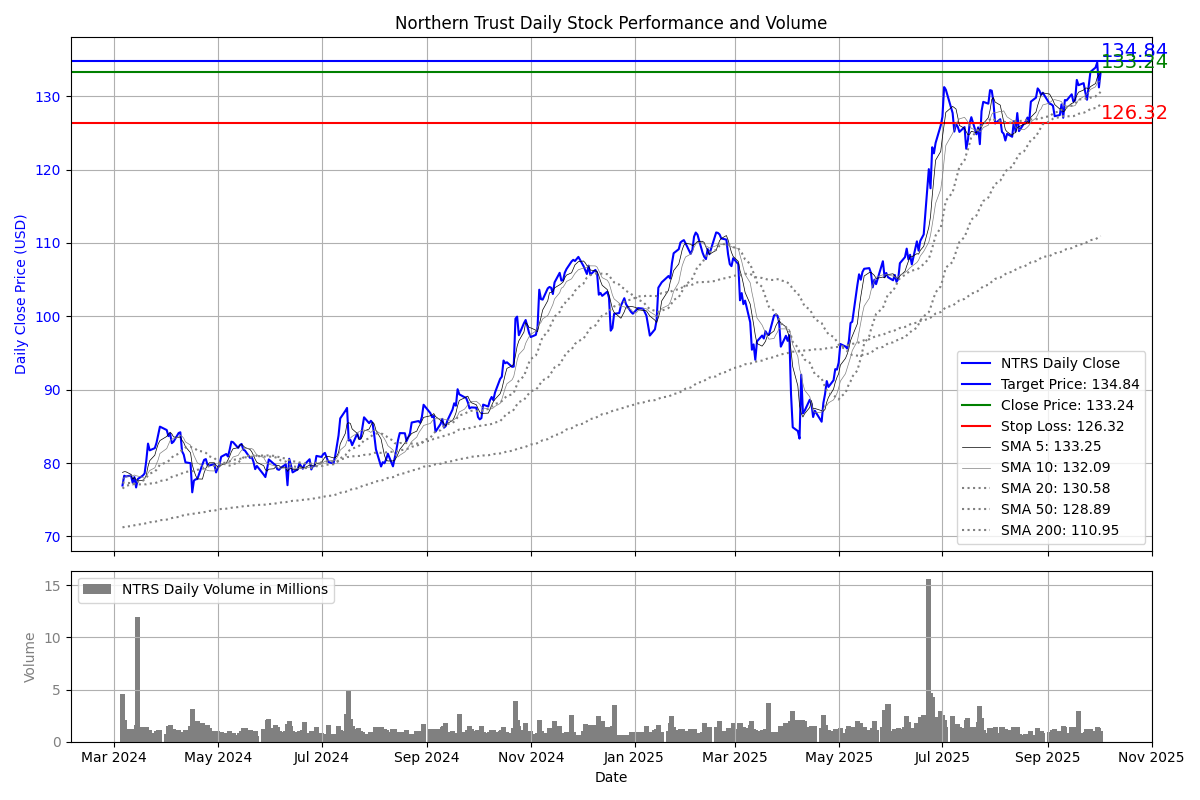 Northern Trust Daily Stock Performance and Volume
134.84
133.24
126.32
130
120
110
100
90
80
70
Daily Close Price (USD)
NTRS Daily Close
Target Price: 134.84
Close Price: 133.24
Stop Loss: 126.32
SMA 5: 133.25
SMA 10: 132.09
SMA 20: 130.58
SMA 50: 128.89
SMA 200: 110.95
15
10
5
0
Volume
NTRS Daily Volume in Millions
Mar 2024 May 2024 Jul 2024 Sep 2024 Nov 2024 Jan 2025 Mar 2025 May 2025 Jul 2025 Sep 2025 Nov 2025
Date